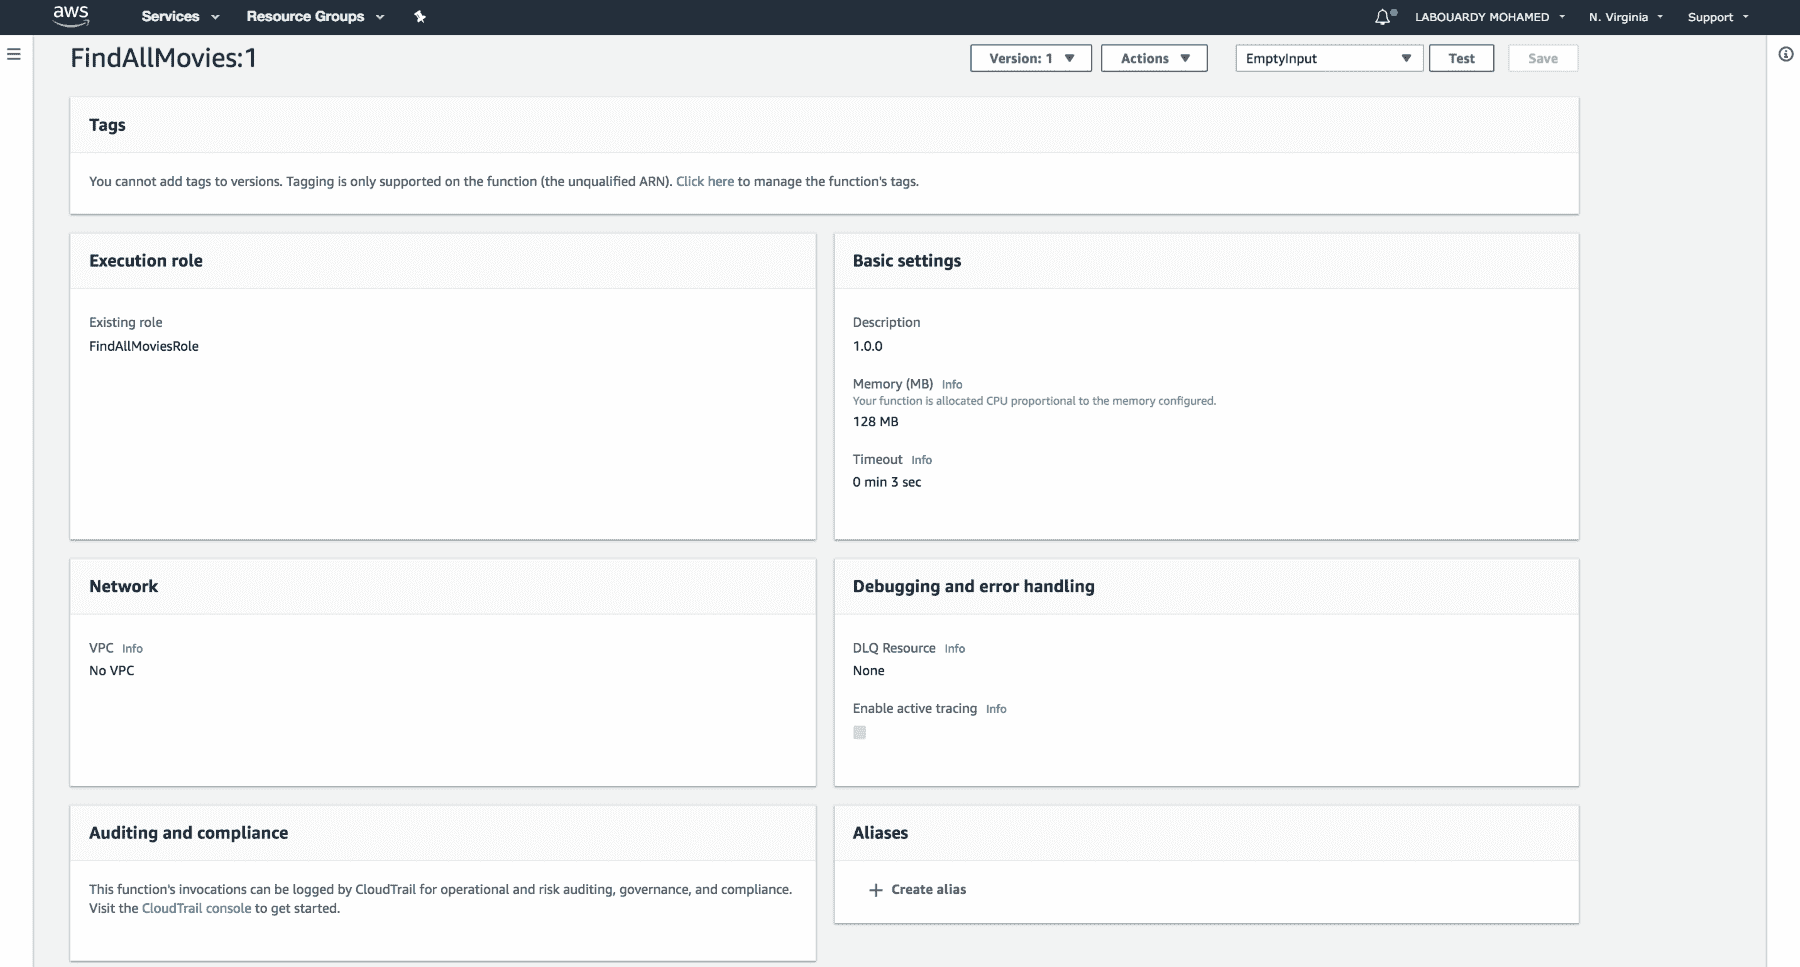 aws Services Resource Groups LABOUARDY MOHAMED N. Virginia Support
FindAllMovies:1 Version: 1 Actions EmptyInput Test Save
Tags
You cannot add tags to versions. Tagging is only supported on the function (the unqualified ARN). Click here to manage the function's tags.
Execution role
Existing role
FindAllMoviesRole
Basic settings
Description
1.0.0
Memory (MB) Info
Your function is allocated CPU proportional to the memory configured.
128 MB
Timeout Info
0 min 3 sec
Network
VPC Info
No VPC
Debugging and error handling
DLQ Resource Info
None
Enable active tracing Info
Auditing and compliance
This function's invocations can be logged by CloudTrail for operational and risk auditing, governance, and compliance.
Visit the CloudTrail console to get started.
Aliases
Create alias